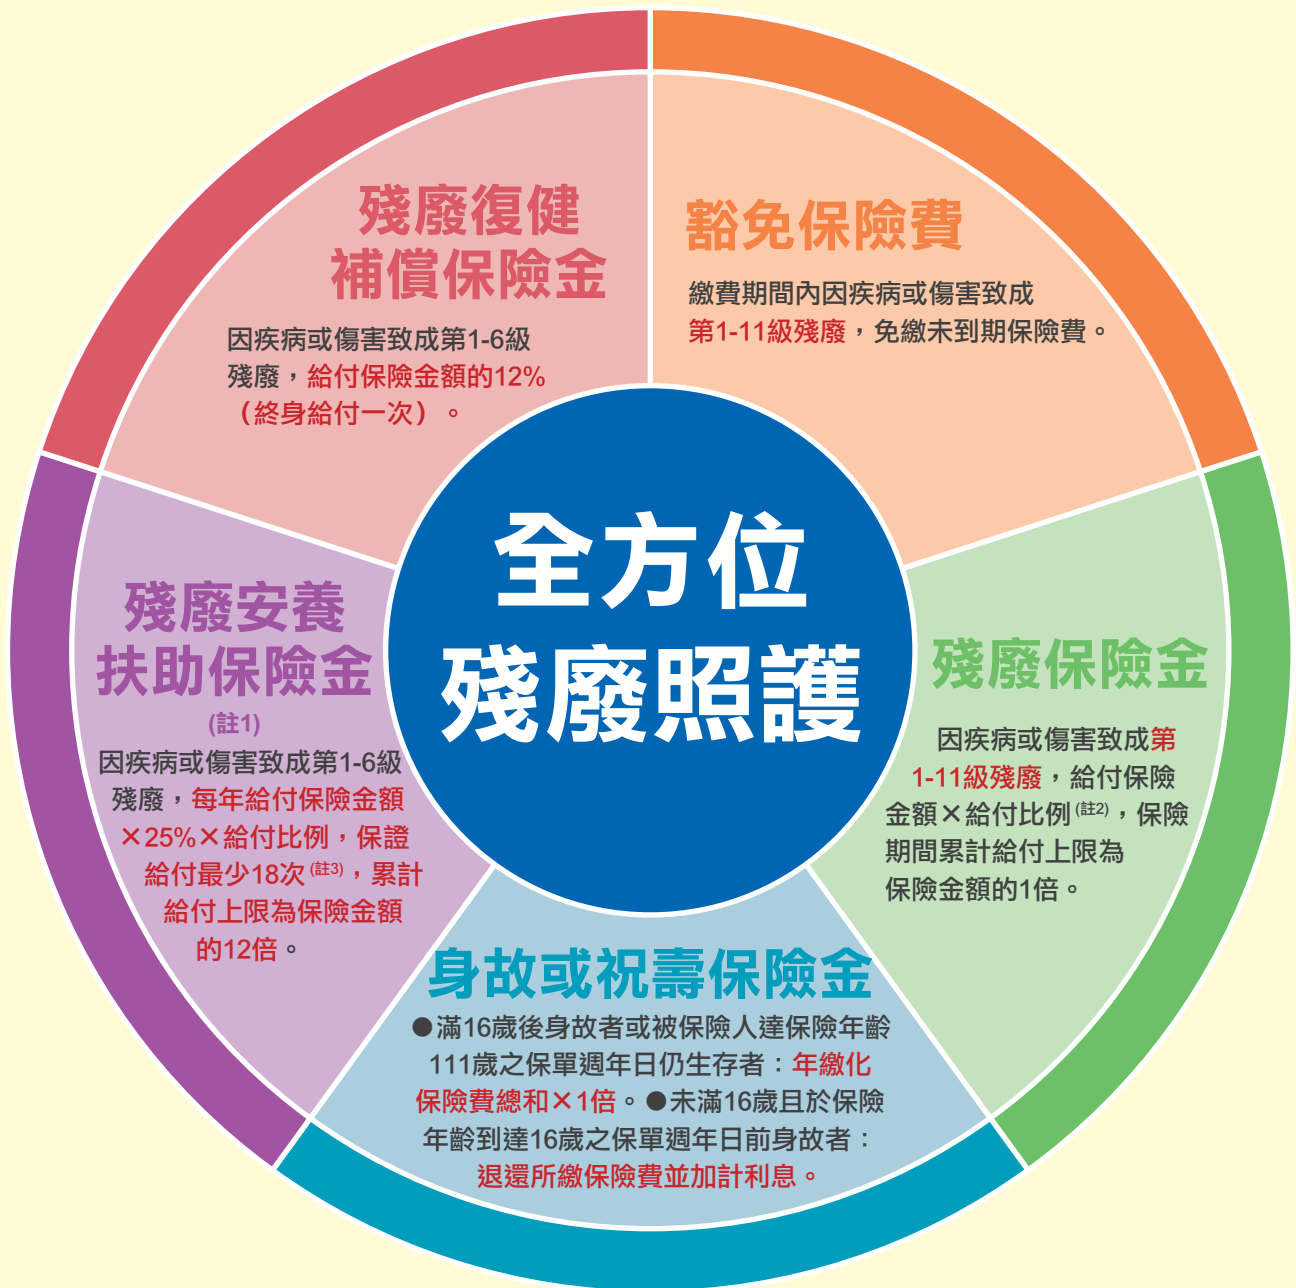 殘廢復健
補償保險金
因疾病或傷害致成第1-6級
殘廢，給付保險金額的12%
（終身給付一次）。
豁免保險費
繳費期間內因疾病或傷害致成
第1-11級殘廢，免繳未到期保險費。
全方位
殘廢照護
殘廢安養
扶助保險金
(註1)
因疾病或傷害致成第1-6級
殘廢，每年給付保險金額
×25%×給付比例，保證
給付最少18次(註3)，累計
給付上限為保險金額
的12倍。
殘廢保險金
因疾病或傷害致成第
1-11級殘廢，給付保險
金額×給付比例(註2)，保險
期間累計給付上限為
保險金額的1倍。
身故或祝壽保險金
●滿16歲後身故者或被保險人達保險年齡
111歲之保單週年日仍生存者：年繳化
保險費總和×1倍。●未滿16歲且於保險
年齡到達16歲之保單週年日前身故者：
退還所繳保險費並加計利息。